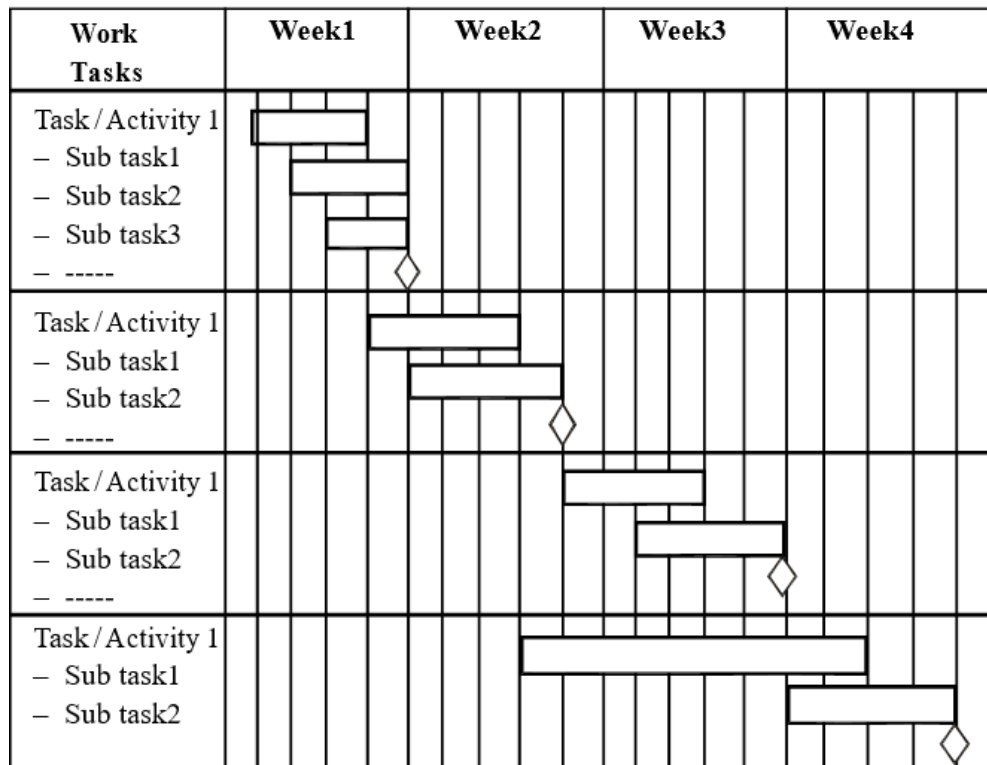 Work Tasks
Week1
Week2
Week3
Week4
Task / Activity 1
– Sub task1
– Sub task2
– Sub task3
– -----
Task / Activity 1
– Sub task1
– Sub task2
– -----
Task / Activity 1
– Sub task1
– Sub task2
– -----
Task / Activity 1
– Sub task1
– Sub task2